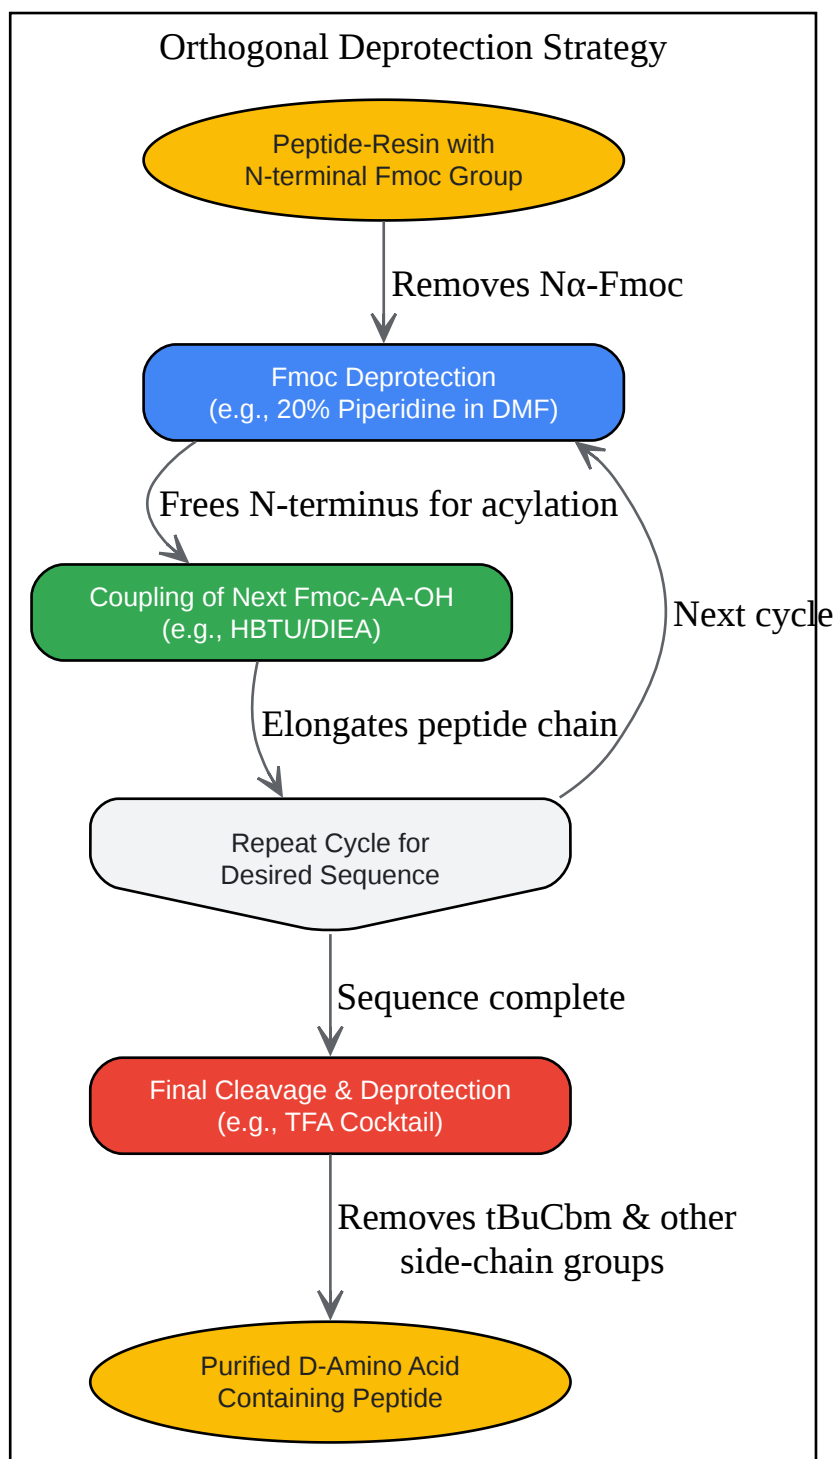 Orthogonal Deprotection Strategy
Peptide-Resin with
N-terminal Fmoc Group
Removes Nα-Fmoc
Fmoc Deprotection
(e.g., 20% Piperidine in DMF)
Frees N-terminus for acylation
Coupling of Next Fmoc-AA-OH
(e.g., HBTU/DIEA)
Next cycle
Elongates peptide chain
Repeat Cycle for
Desired Sequence
Sequence complete
Final Cleavage & Deprotection
(e.g., TFA Cocktail)
Removes tBuCbm & other
side-chain groups
Purified D-Amino Acid
Containing Peptide